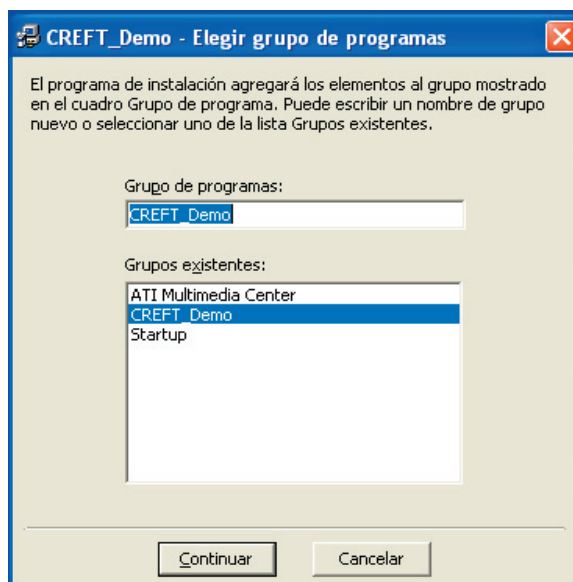 CREFT_Demo - Elegir grupo de programas
El programa de instalación agregará los elementos al grupo mostrado
en el cuadro Grupo de programa. Puede escribir un nombre de grupo
nuevo o seleccionar uno de la lista Grupos existentes.
Grupo de programas:
CREFT_Demo
Grupos existentes:
ATI Multimedia Center
CREFT_Demo
Startup
Continuar
Cancelar